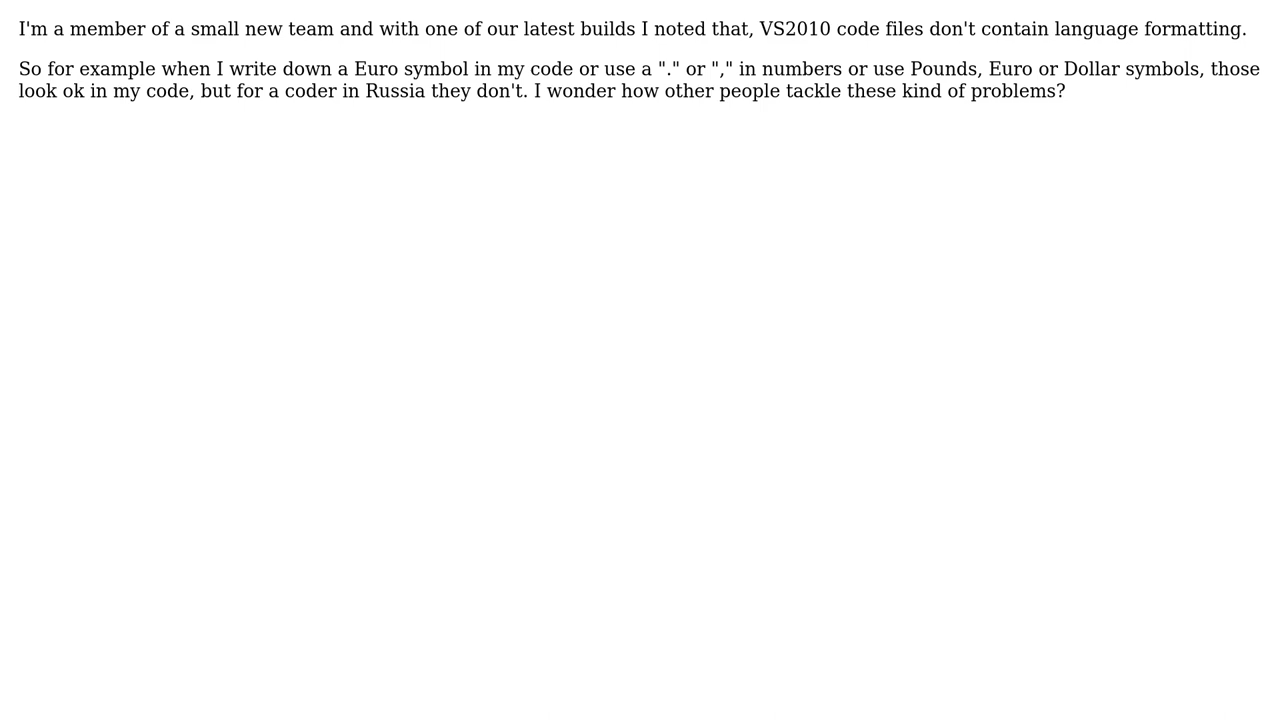 I'm a member of a small new team and with one of our latest builds I noted that, VS2010 code files don't contain language formatting.
So for example when I write down a Euro symbol in my code or use a "." or "," in numbers or use Pounds, Euro or Dollar symbols, those
look ok in my code, but for a coder in Russia they don't. I wonder how other people tackle these kind of problems?